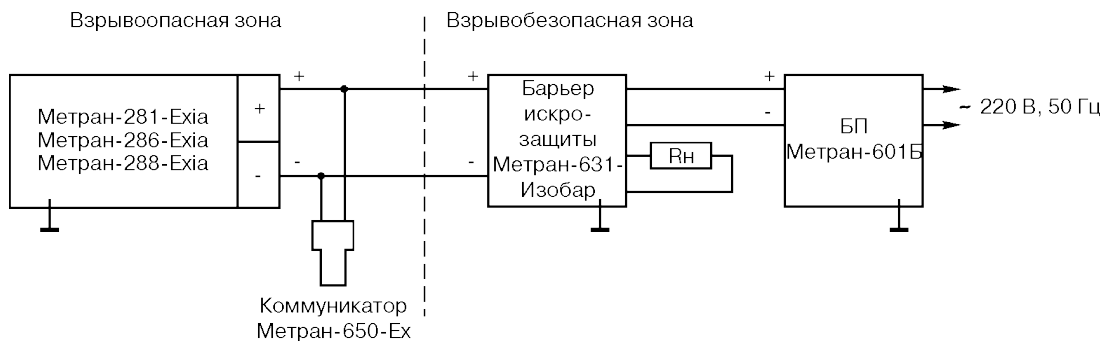 Взрывоопасная зона
Взрывобезопасная зона
Метран-281-Exia
Метран-286-Exia
Метран-288-Exia
+
-
+
-
+
-
Барьер
искро-
защиты
Метран-631-
Изобар
Rн
+
-
БП
Метран-601Б
~ 220 В, 50 Гц
Коммуникатор
Метран-650-Ex